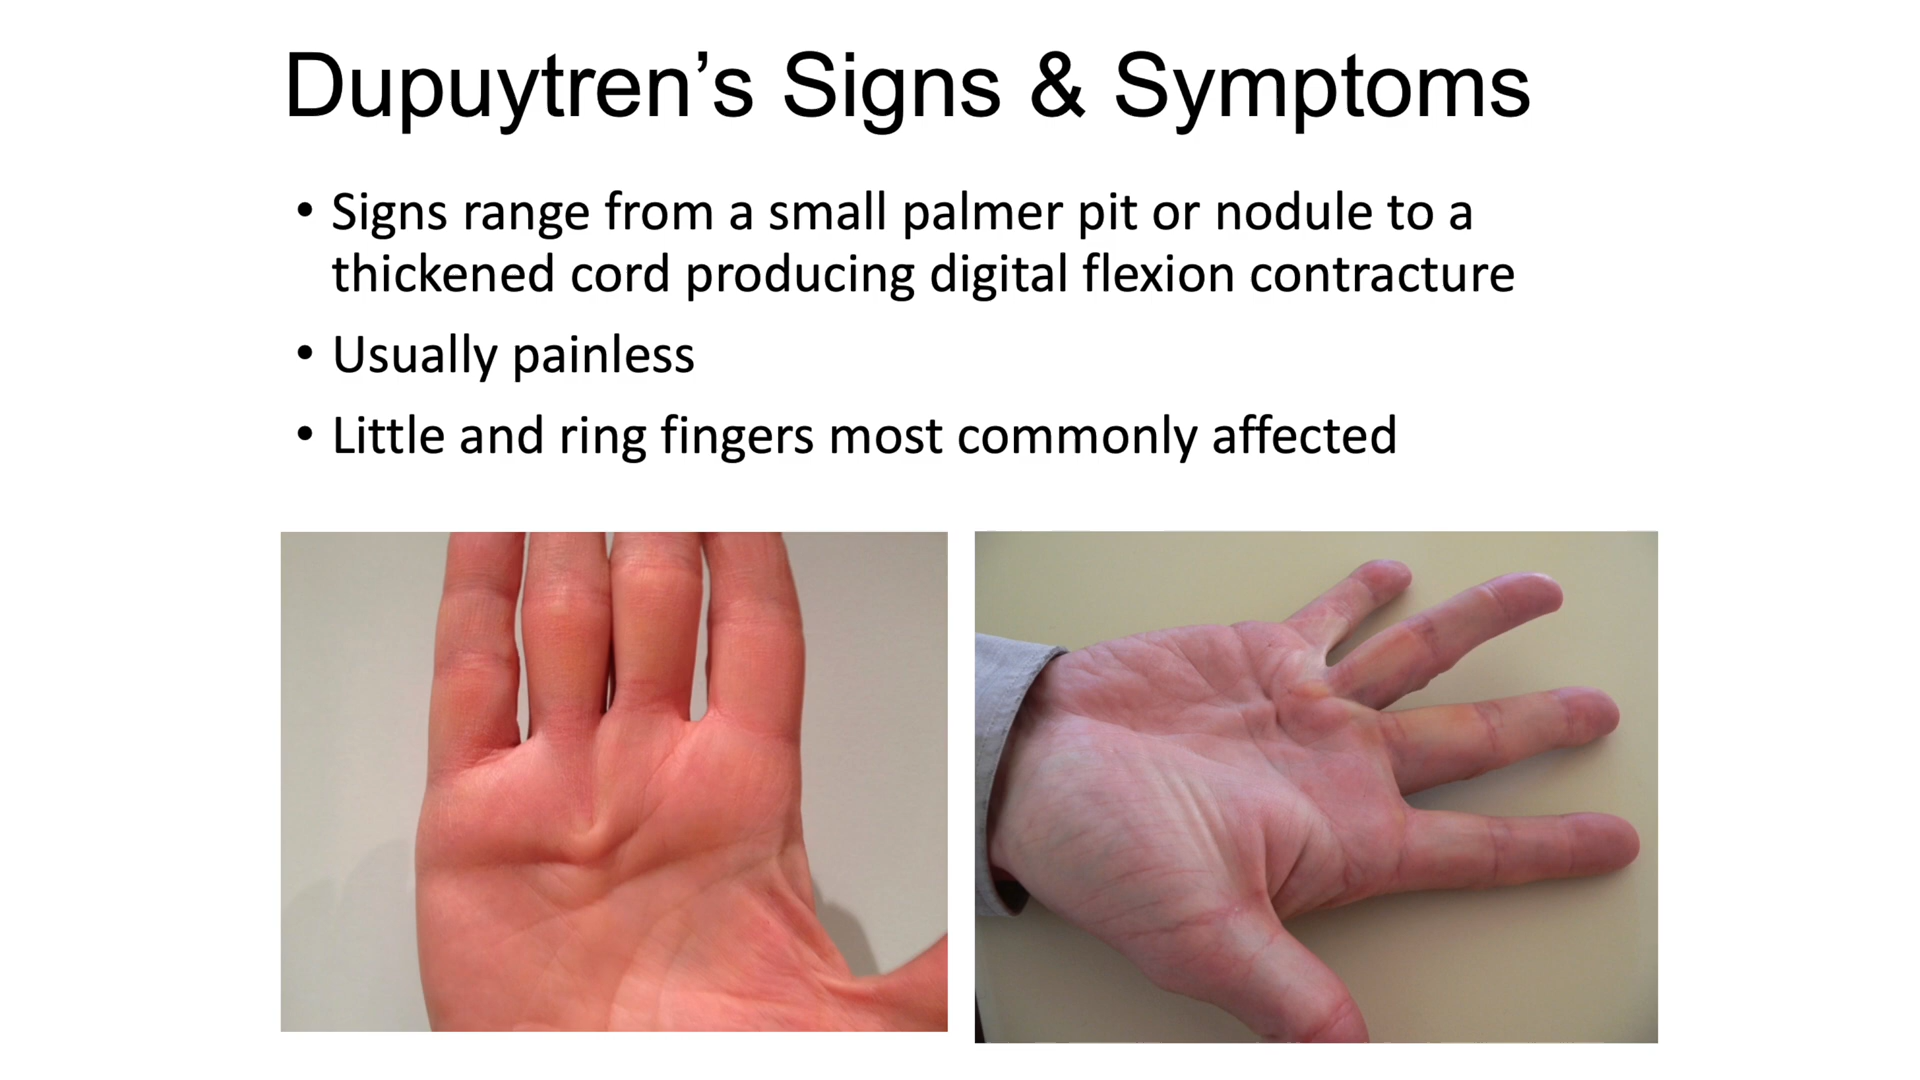 Dupuytren’s Signs & Symptoms
• Signs range from a small palmer pit or nodule to a
thickened cord producing digital flexion contracture
• Usually painless
• Little and ring fingers most commonly affected